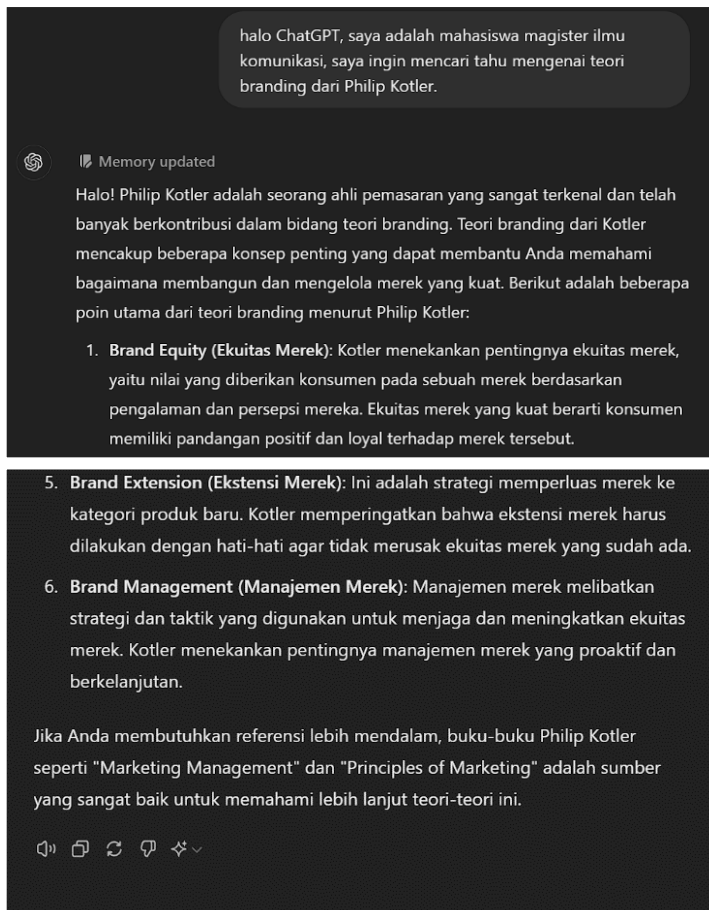 halo ChatGPT, saya adalah mahasiswa magister ilmu
komunikasi, saya ingin mencari tahu mengenai teori
branding dari Philip Kotler.
Memory updated
Halo! Philip Kotler adalah seorang ahli pemasaran yang sangat terkenal dan telah
banyak berkontribusi dalam bidang teori branding. Teori branding dari Kotler
mencakup beberapa konsep penting yang dapat membantu Anda memahami
bagaimana membangun dan mengelola merek yang kuat. Berikut adalah beberapa
poin utama dari teori branding menurut Philip Kotler:
1. Brand Equity (Ekuitas Merek): Kotler menekankan pentingnya ekuitas merek,
yaitu nilai yang diberikan konsumen pada sebuah merek berdasarkan
pengalaman dan persepsi mereka. Ekuitas merek yang kuat berarti konsumen
memiliki pandangan positif dan loyal terhadap merek tersebut.
5. Brand Extension (Ekstensi Merek): Ini adalah strategi memperluas merek ke
kategori produk baru. Kotler memperingatkan bahwa ekstensi merek harus
dilakukan dengan hati-hati agar tidak merusak ekuitas merek yang sudah ada.
6. Brand Management (Manajemen Merek): Manajemen merek melibatkan
strategi dan taktik yang digunakan untuk menjaga dan meningkatkan ekuitas
merek. Kotler menekankan pentingnya manajemen merek yang proaktif dan
berkelanjutan.
Jika Anda membutuhkan referensi lebih mendalam, buku-buku Philip Kotler
seperti "Marketing Management" dan "Principles of Marketing" adalah sumber
yang sangat baik untuk memahami lebih lanjut teori-teori ini.